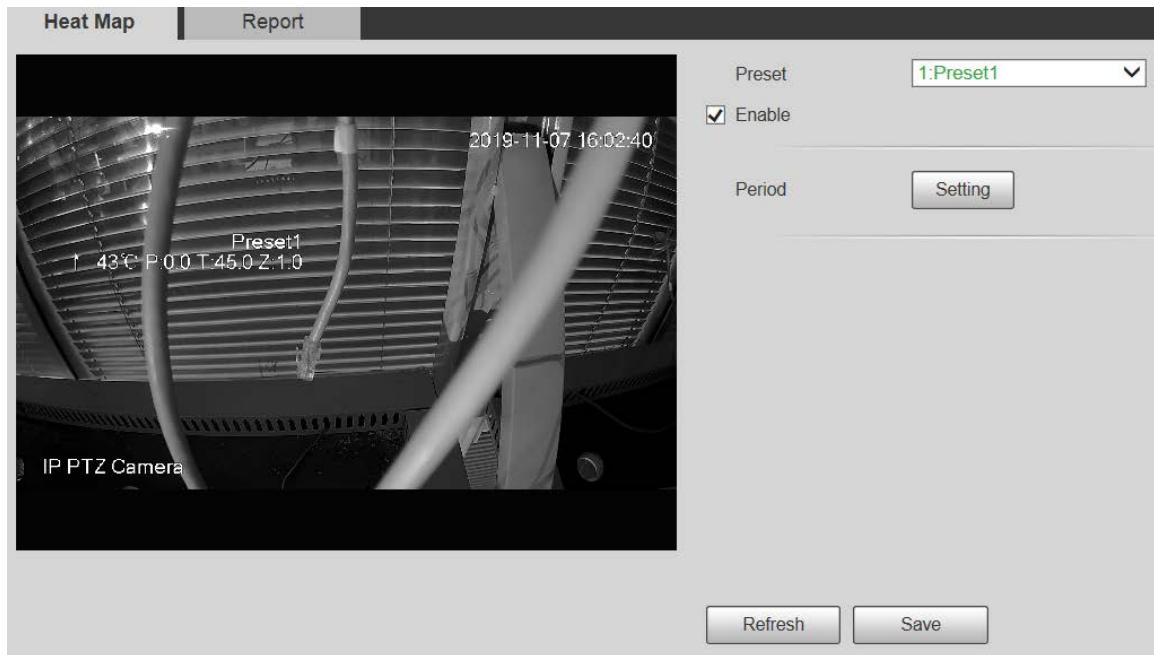 Heat Map
Report
2019-11-07 16:02:40
Preset1
↑ 43℃ P:0.0 T:45.0 Z:1.0
IP PTZ Camera
Preset
1:Preset1
Enable
Period
Setting
Refresh
Save